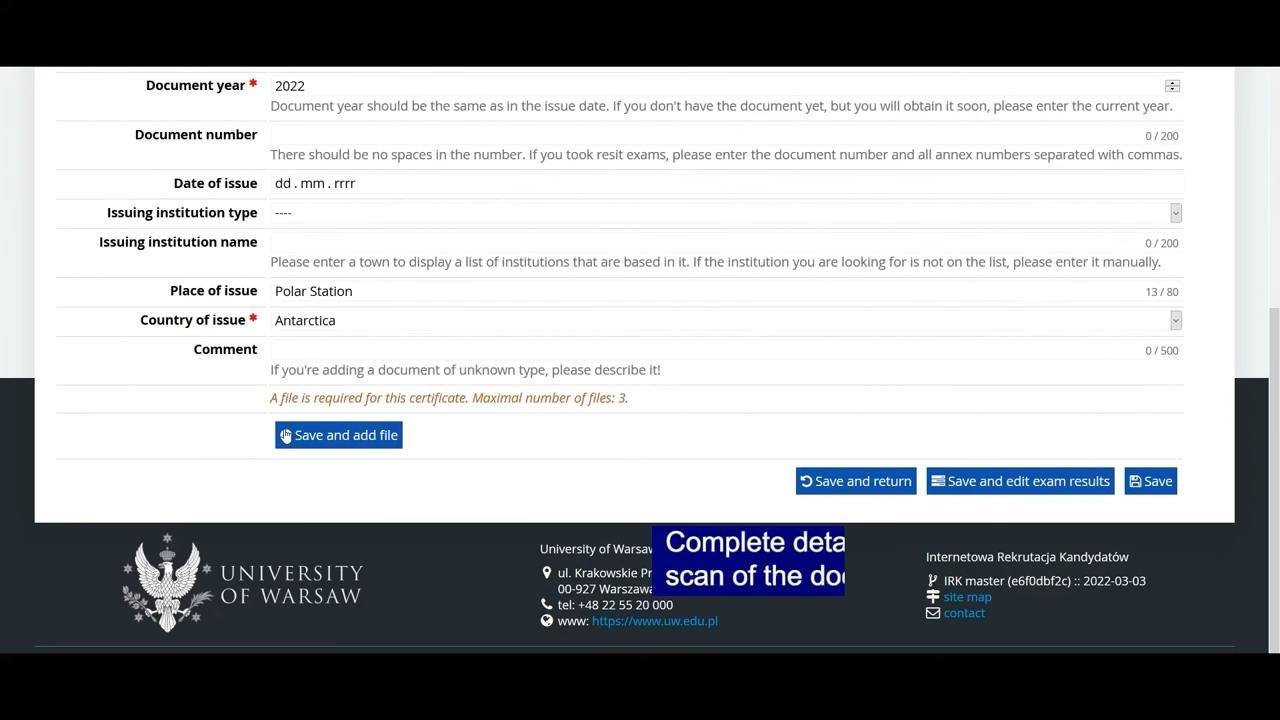 Document year *
2022
Document year should be the same as in the issue date. If you don't have the document yet, but you will obtain it soon, please enter the current year.
Document number
0 / 200
There should be no spaces in the number. If you took resit exams, please enter the document number and all annex numbers separated with commas.
Date of issue
dd . mm . rrrr
Issuing institution type
----
Issuing institution name
0 / 200
Please enter a town to display a list of institutions that are based in it. If the institution you are looking for is not on the list, please enter it manually.
Place of issue
Polar Station
13 / 80
Country of issue *
Antarctica
Comment
0 / 500
If you're adding a document of unknown type, please describe it!
A file is required for this certificate. Maximal number of files: 3.
Save and add file
Save and return
Save and edit exam results
Save
UNIVERSITY
OF WARSAW
University of Warsaw
ul. Krakowskie Pr
00-927 Warszawa
tel: +48 22 55 20 000
www: https://www.uw.edu.pl
Complete deta
scan of the do
Internetowa Rekrutacja Kandydatów
IRK master (e6f0dbf2c) :: 2022-03-03
site map
contact